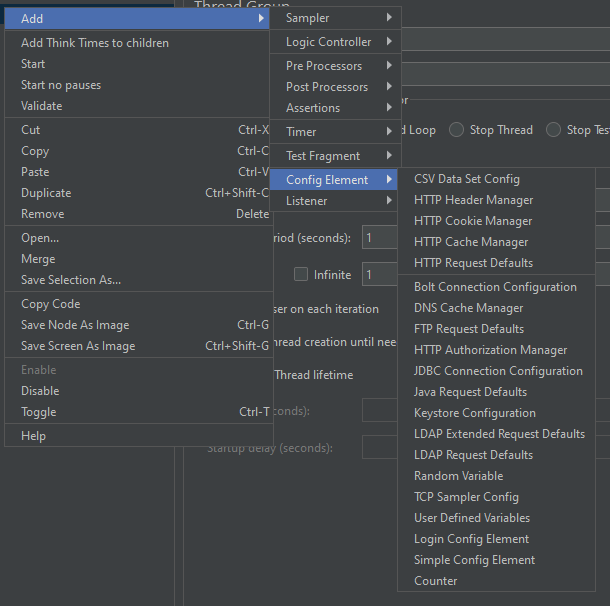 Thread Group
Add
Add Think Times to children
Start
Start no pauses
Validate
Cut Ctrl-X
Copy Ctrl-C
Paste Ctrl-V
Duplicate Ctrl+Shift-C
Remove Delete
Open...
Merge
Save Selection As...
Copy Code
Save Node As Image Ctrl-G
Save Screen As Image Ctrl+Shift-G
Enable
Disable
Toggle Ctrl-T
Help
Sampler
Logic Controller
Pre Processors
Post Processors
Assertions
Timer
Test Fragment
Config Element
Listener
CSV Data Set Config
HTTP Header Manager
HTTP Cookie Manager
HTTP Cache Manager
HTTP Request Defaults
Bolt Connection Configuration
DNS Cache Manager
FTP Request Defaults
HTTP Authorization Manager
JDBC Connection Configuration
Java Request Defaults
Keystore Configuration
LDAP Extended Request Defaults
LDAP Request Defaults
Random Variable
TCP Sampler Config
User Defined Variables
Login Config Element
Simple Config Element
Counter
or
d Loop Stop Thread Stop Tes
riod (seconds): 1
Infinite 1
ser on each iteration
hread creation until nee
Thread lifetime
conds):
Startup delay (seconds):